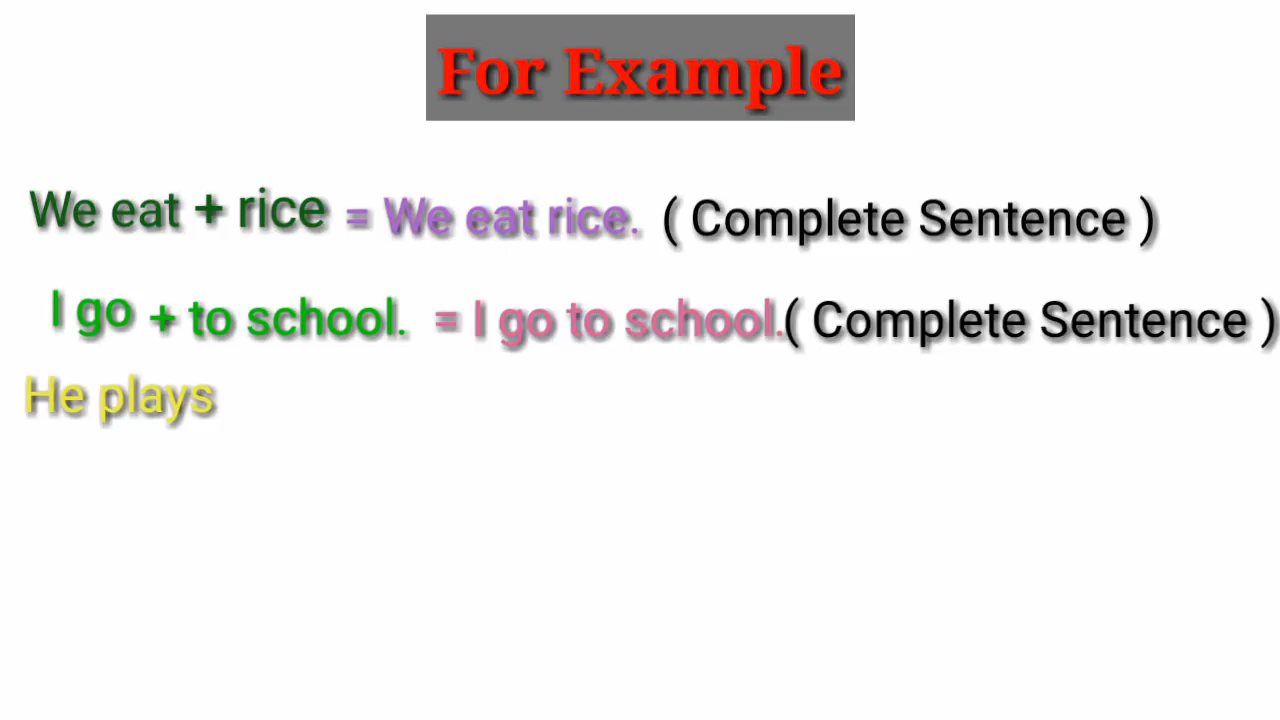 For Example
We eat + rice = We eat rice. ( Complete Sentence )
I go + to school. = I go to school.( Complete Sentence )
He plays